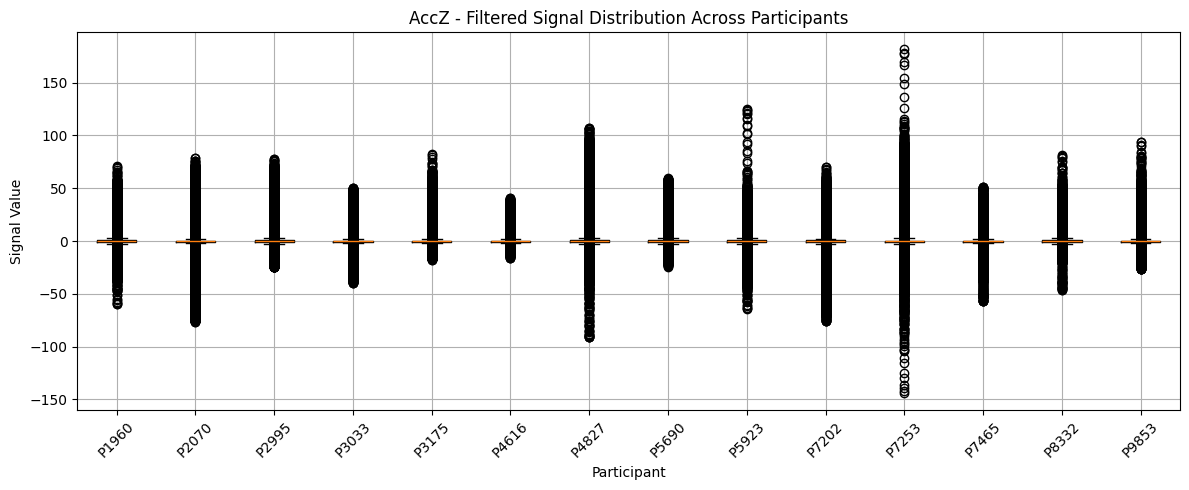 AccZ - Filtered Signal Distribution Across Participants
Signal Value
150
100
50
0
−50
−100
−150
P1960
P2070
P2995
P3033
P3175
P4616
P4827
P5690
P5923
P7202
P7253
P7465
P8332
P9853
Participant